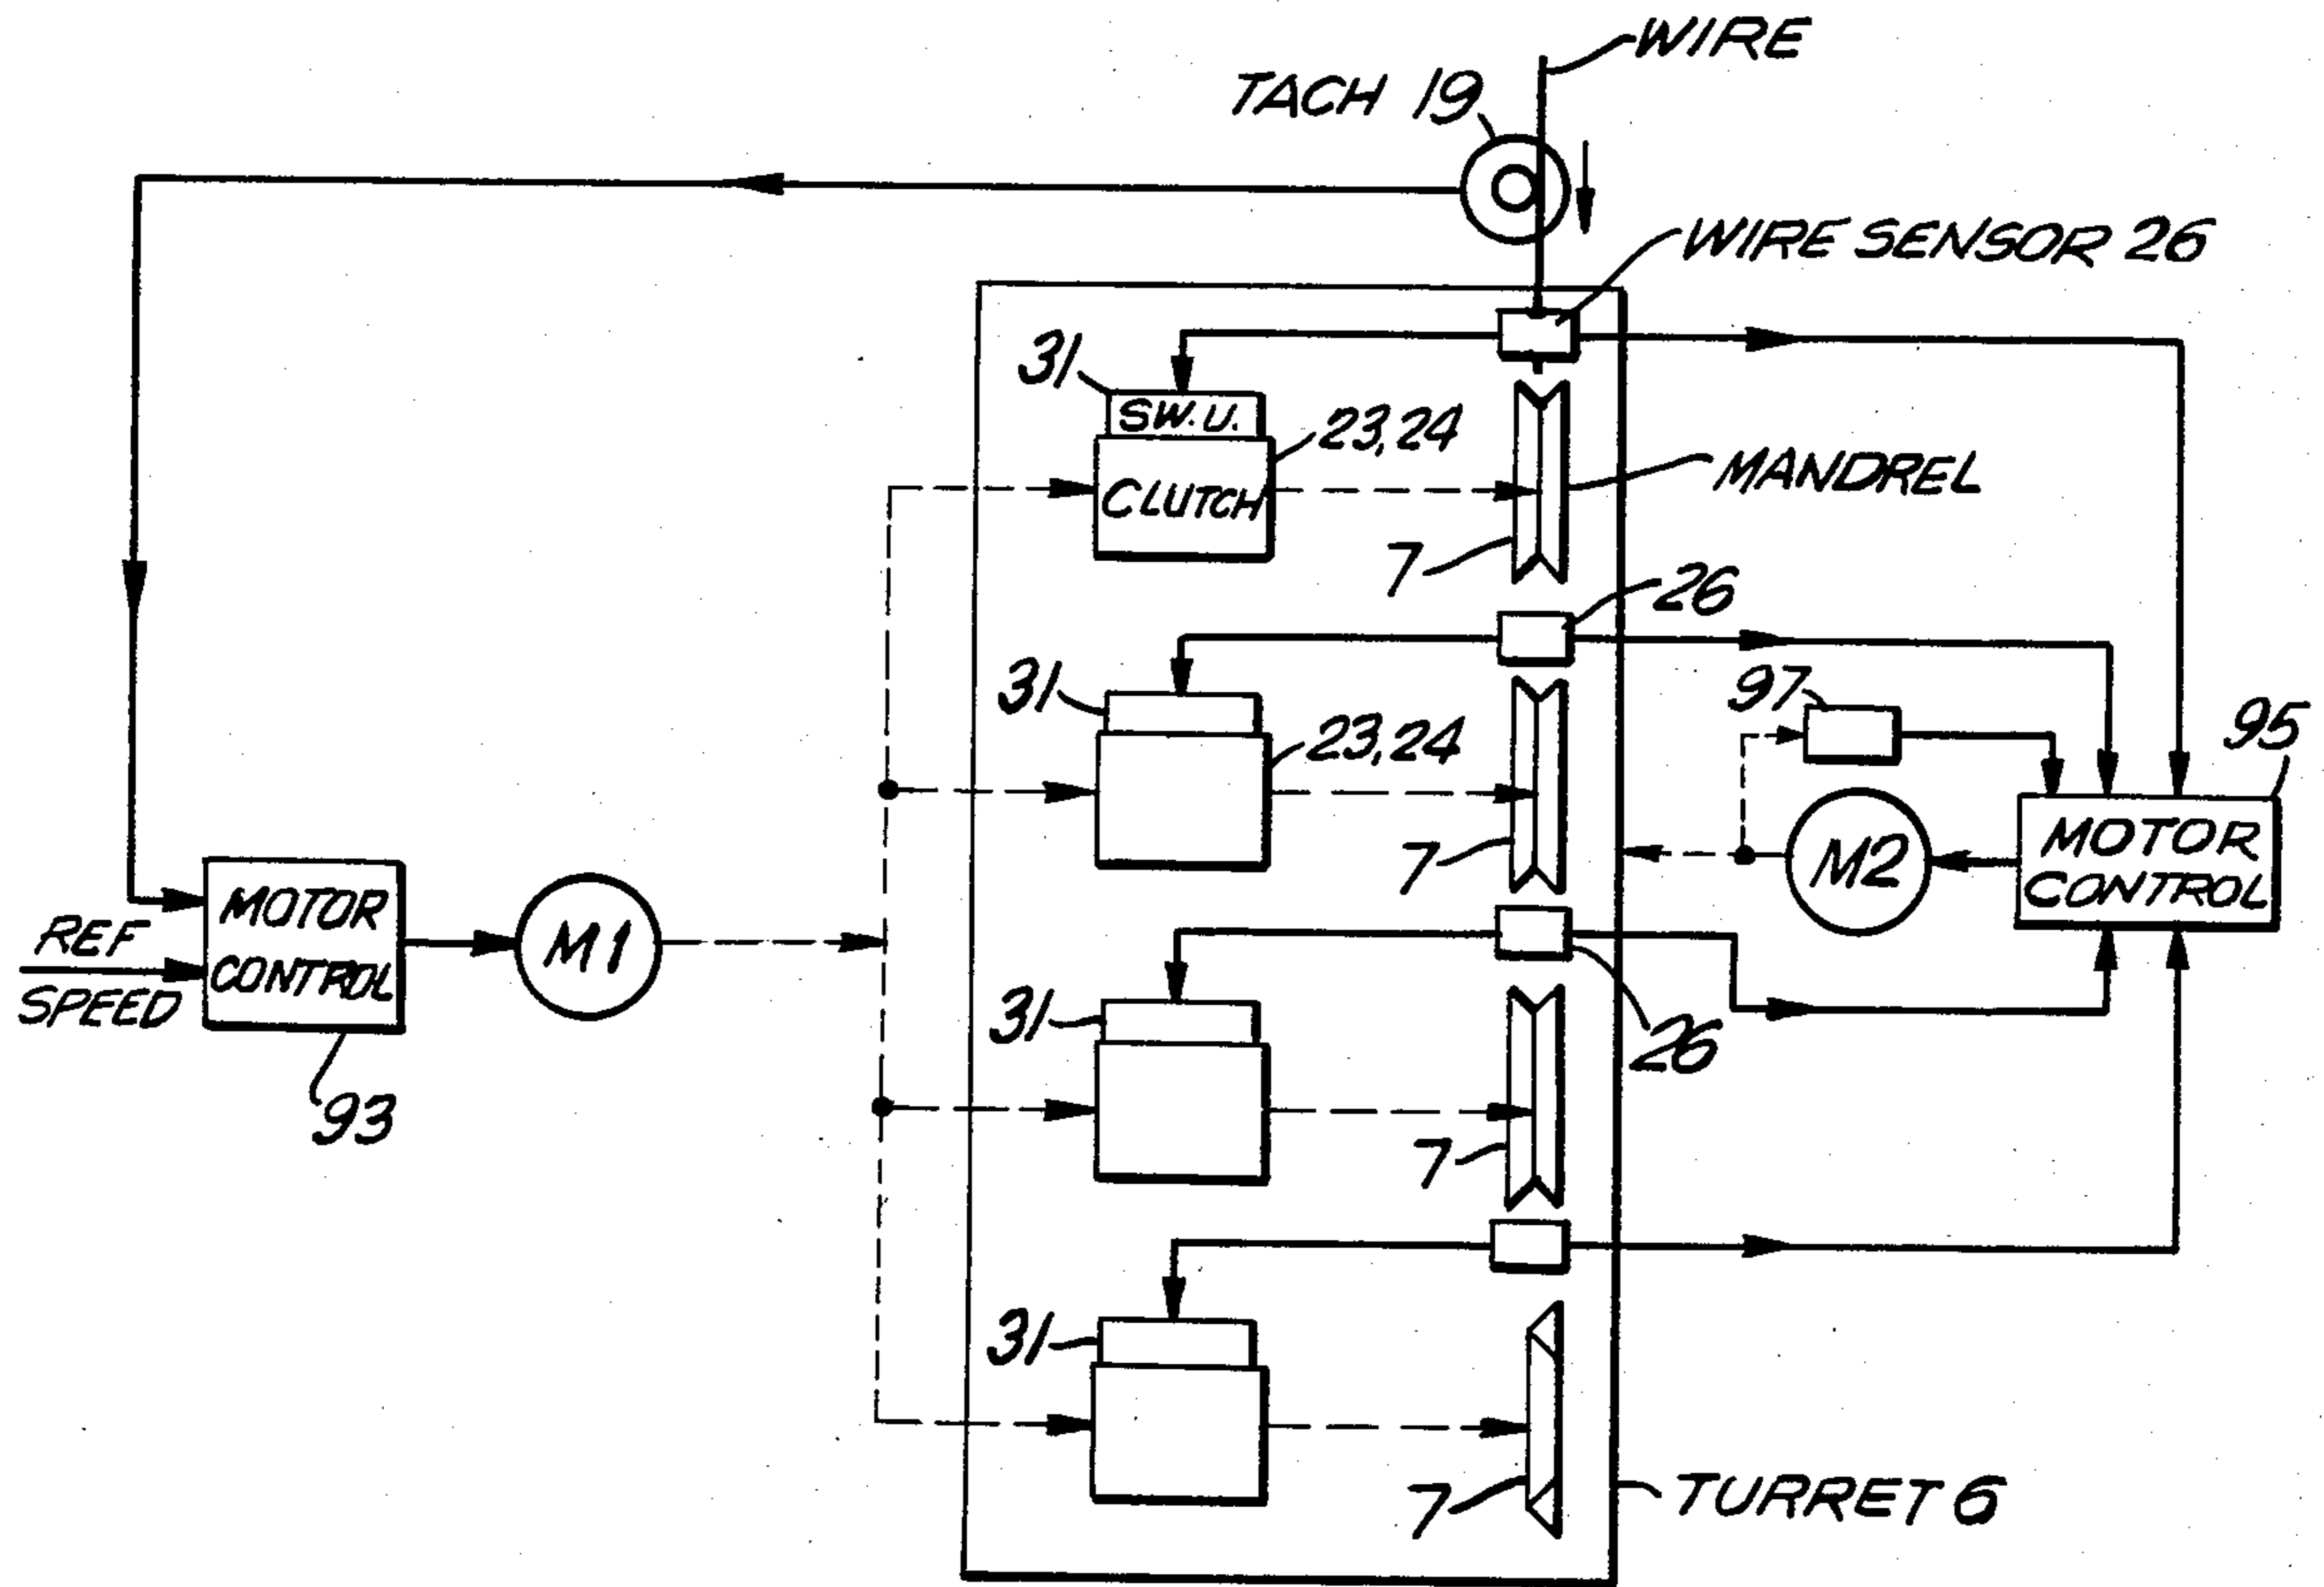 WIRE
TACH 19
WIRE SENSOR 26
31
SW.U.
23,24
CLUTCH
MANDREL
7
26
31
23,24
97
95
7
MOTOR
CONTROL
M2
REF
SPEED
MOTOR
CONTROL
M1
93
31
26
7
31
7
TURRET 6